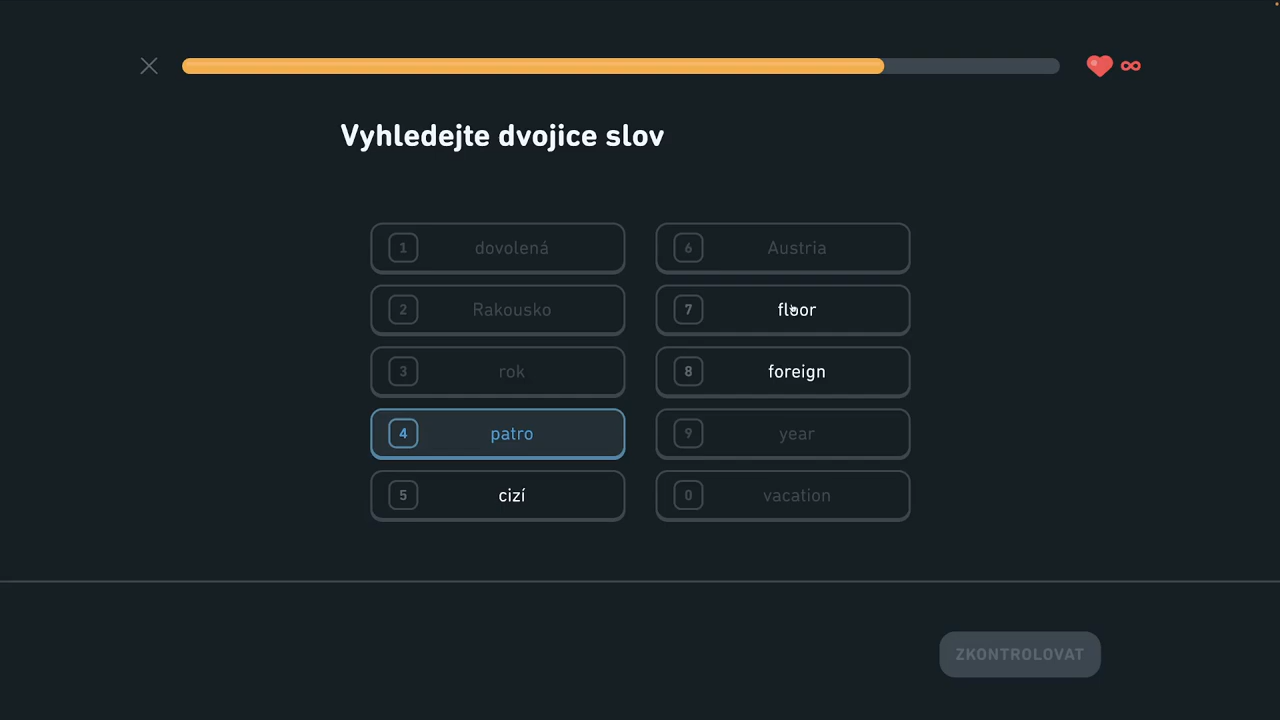 ∞
Vyhledejte dvojice slov
1 dovolená
6 Austria
2 Rakousko
7 floor
3 rok
8 foreign
4 patro
9 year
5 cizí
0 vacation
ZKONTROLOVAT